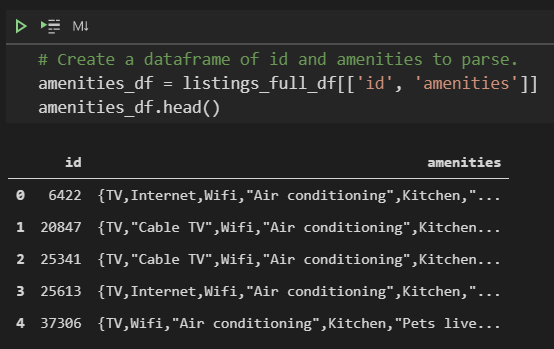 M↓
# Create a dataframe of id and amenities to parse.
amenities_df = listings_full_df[['id', 'amenities']]
amenities_df.head()
id amenities
0 6422 {TV,Internet,Wifi,"Air conditioning",Kitchen,"...
1 20847 {TV,"Cable TV",Wifi,"Air conditioning",Kitchen...
2 25341 {TV,"Cable TV",Wifi,"Air conditioning",Kitchen...
3 25613 {TV,Internet,Wifi,"Air conditioning",Kitchen,"...
4 37306 {TV,Wifi,"Air conditioning",Kitchen,"Pets live...